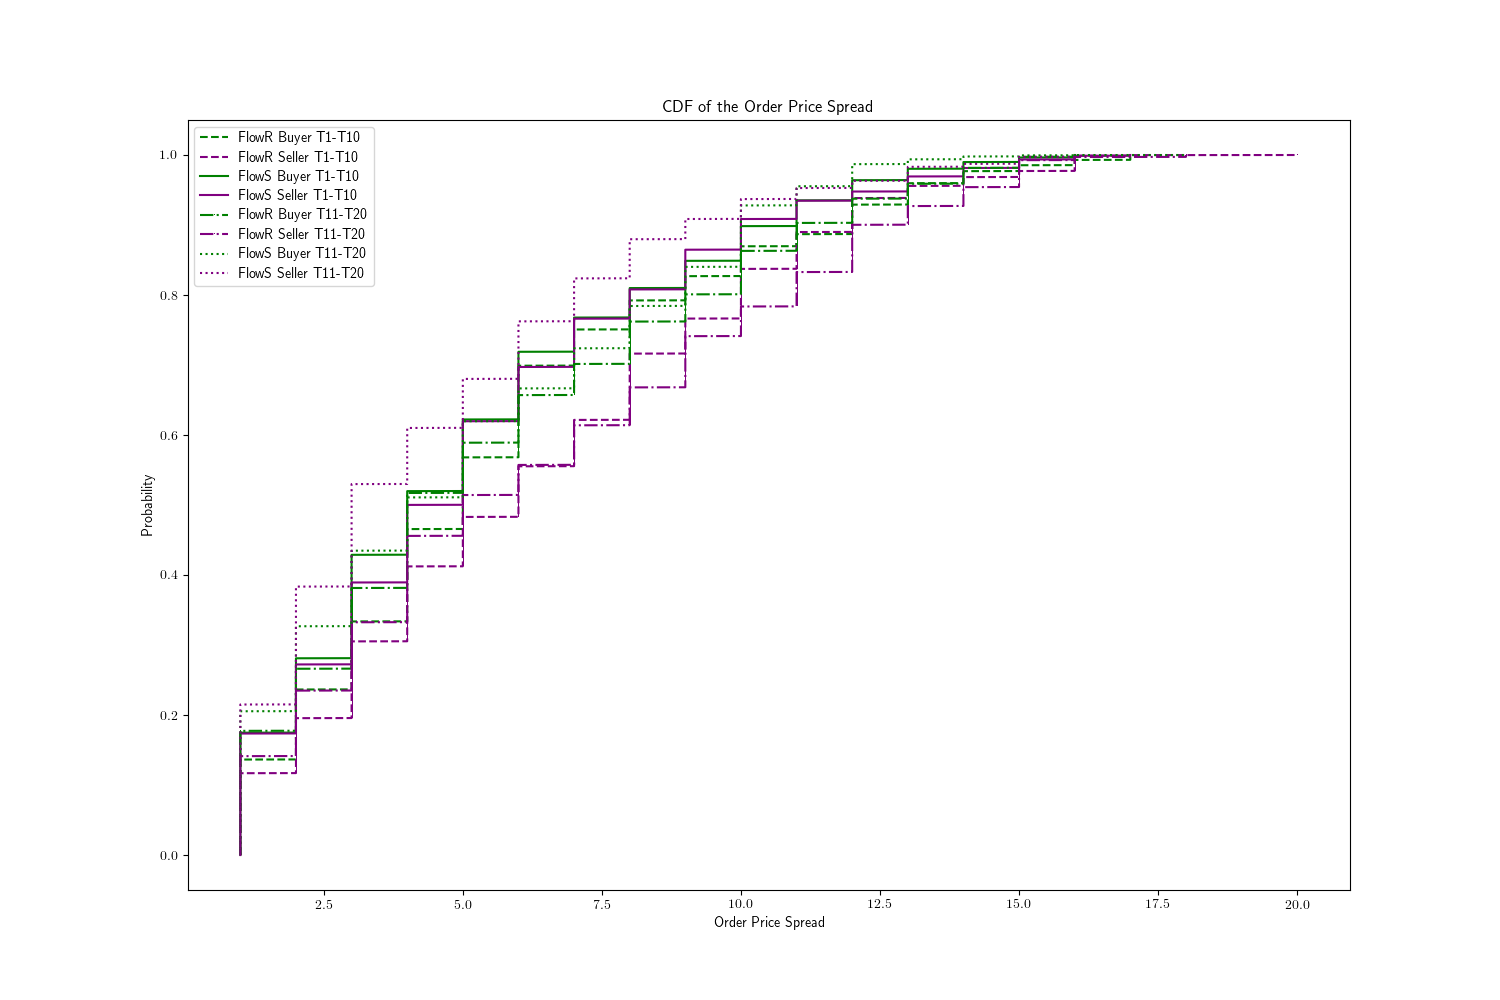 CDF of the Order Price Spread
FlowR Buyer T1-T10
FlowR Seller T1-T10
FlowS Buyer T1-T10
FlowS Seller T1-T10
FlowR Buyer T11-T20
FlowR Seller T11-T20
FlowS Buyer T11-T20
FlowS Seller T11-T20
1.0
0.8
0.6
0.4
0.2
0.0
Probability
2.5 5.0 7.5 10.0 12.5 15.0 17.5 20.0
Order Price Spread